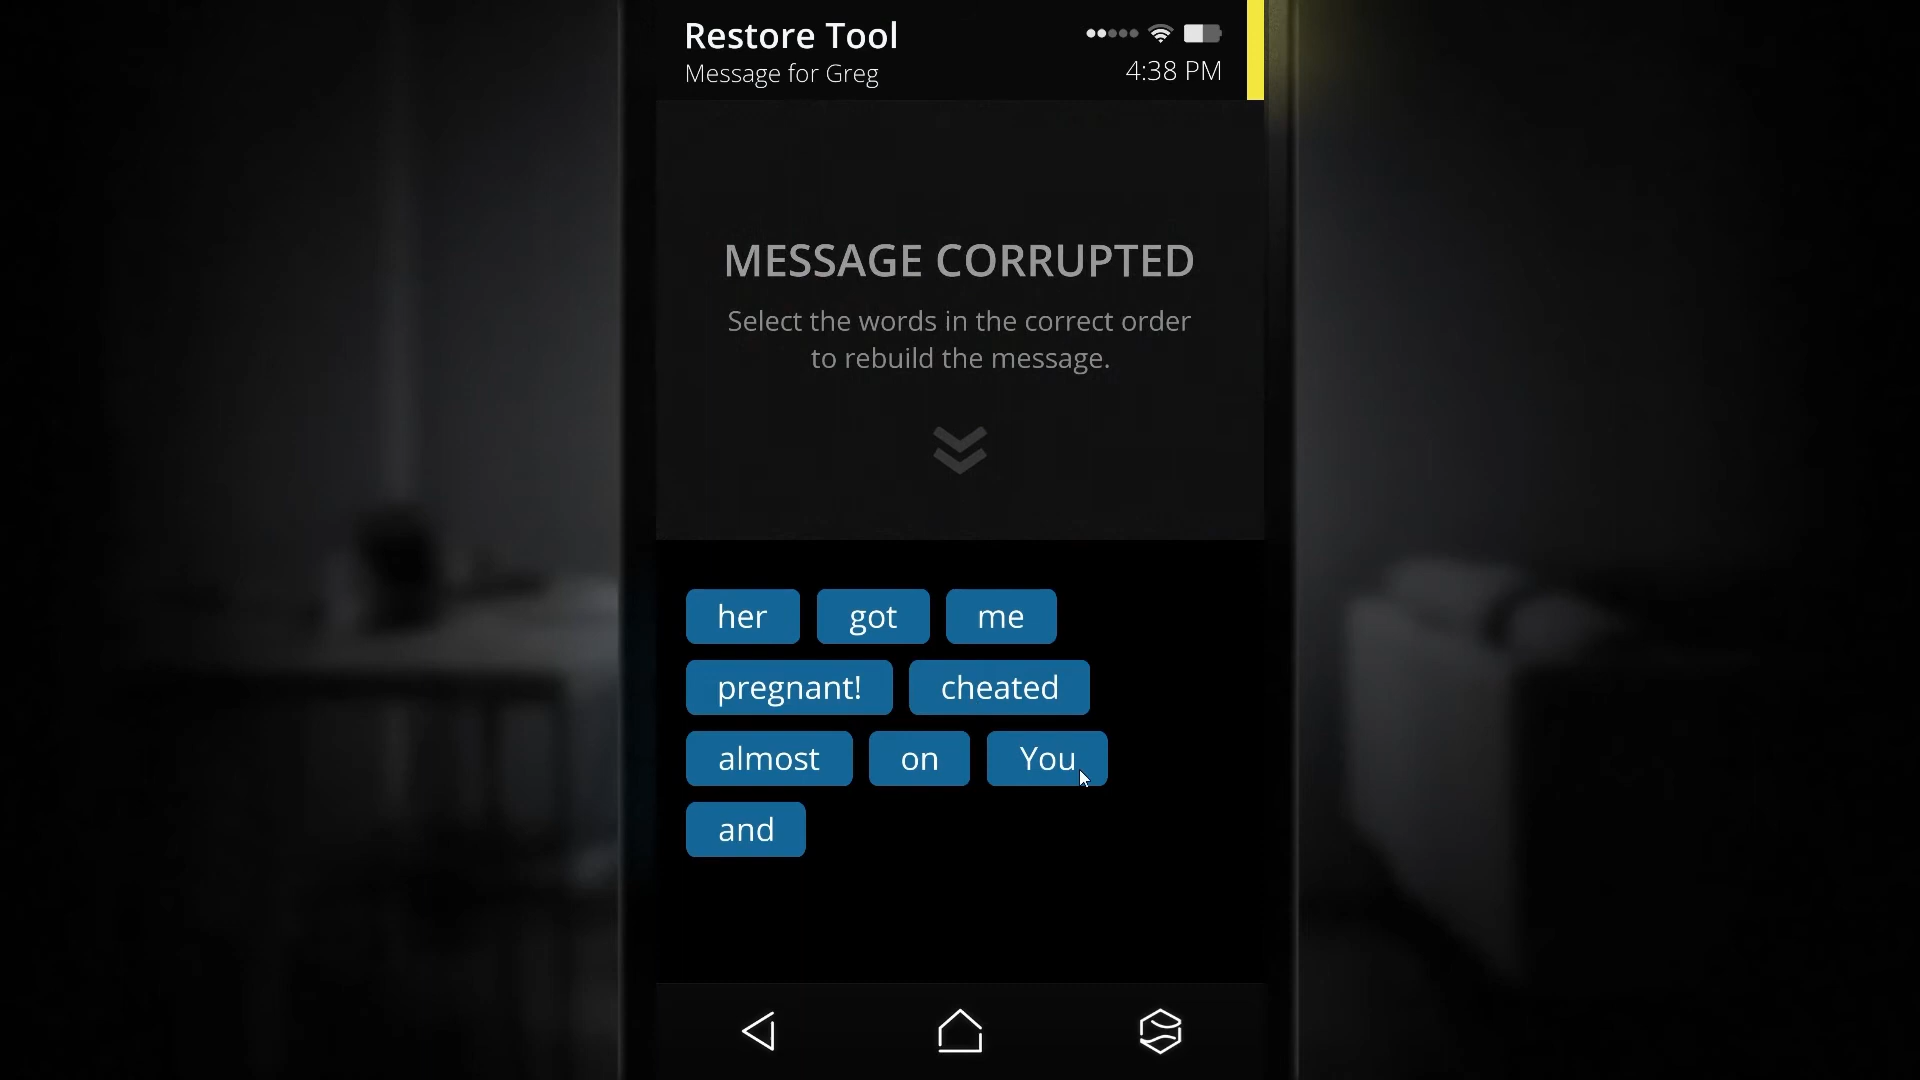 Restore Tool
Message for Greg
4:38 PM
MESSAGE CORRUPTED
Select the words in the correct order
to rebuild the message.
her got me
pregnant! cheated
almost on You
and